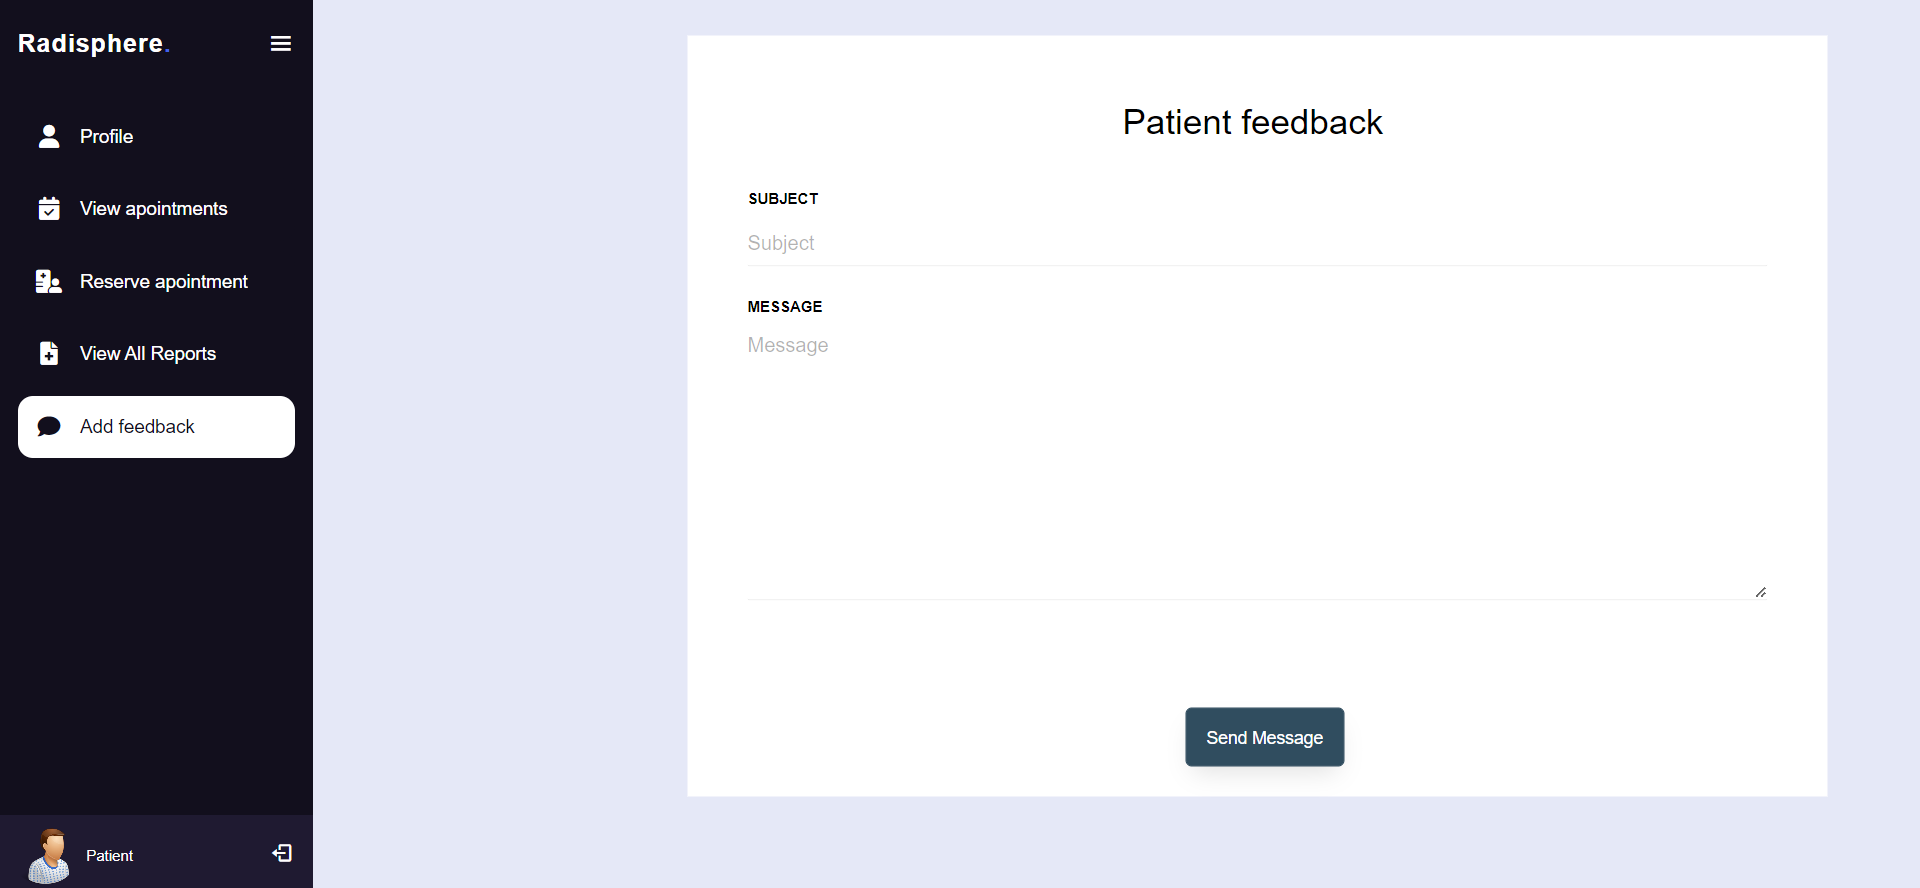 Radisphere.
Profile
View apointments
Reserve apointment
View All Reports
Add feedback
Patient
Patient feedback
SUBJECT
Subject
MESSAGE
Message
Send Message